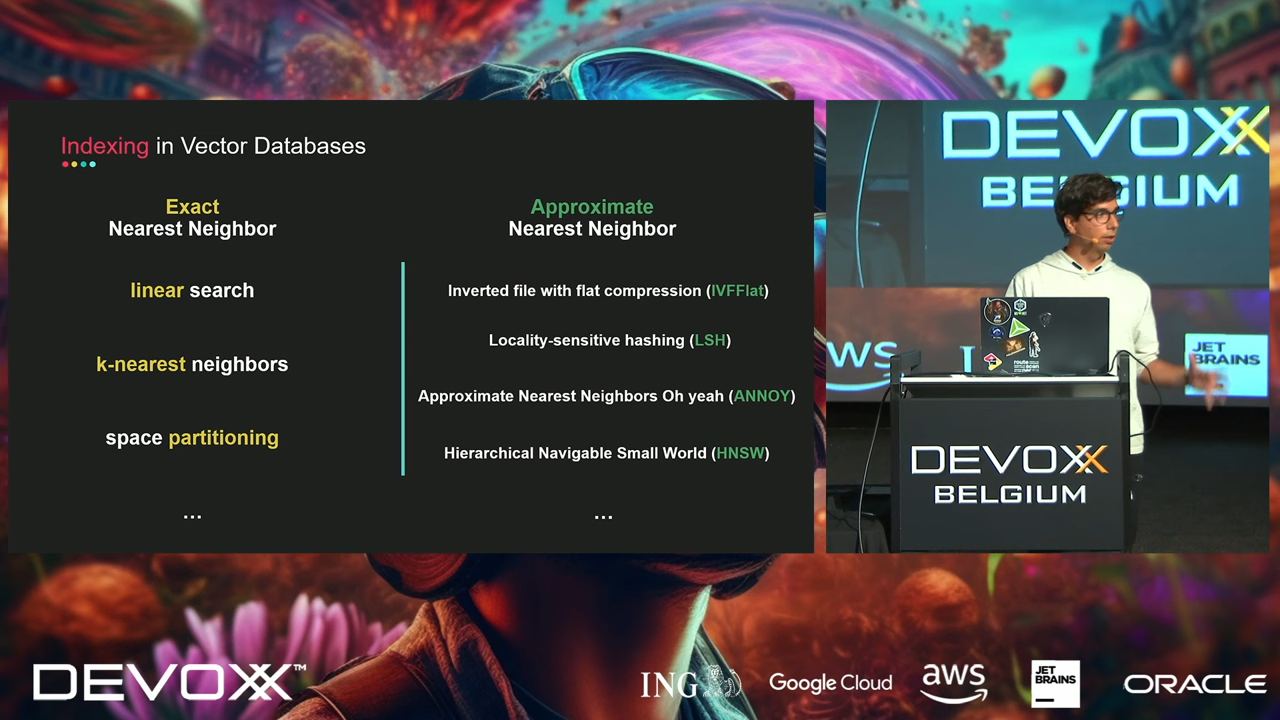 Indexing in Vector Databases
Exact
Nearest Neighbor
linear search
k-nearest neighbors
space partitioning
...
Approximate
Nearest Neighbor
Inverted file with flat compression (IVFFlat)
Locality-sensitive hashing (LSH)
Approximate Nearest Neighbors Oh yeah (ANNOY)
Hierarchical Navigable Small World (HNSW)
...
DEVOXX
BELGIUM
aws
JET
BRAINS
DEVOXX
BELGIUM
DEVOXX™
ING
Google Cloud
aws
JET
BRAINS
ORACLE